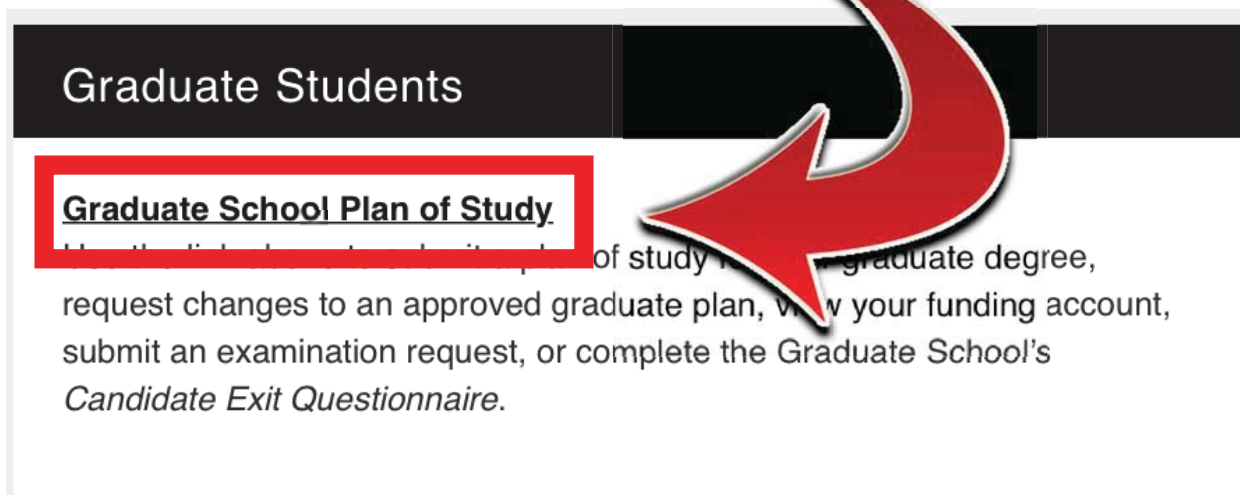 Graduate Students
Graduate School Plan of Study
of study graduate degree,
request changes to an approved graduate plan, your funding account,
submit an examination request, or complete the Graduate School's
Candidate Exit Questionnaire.